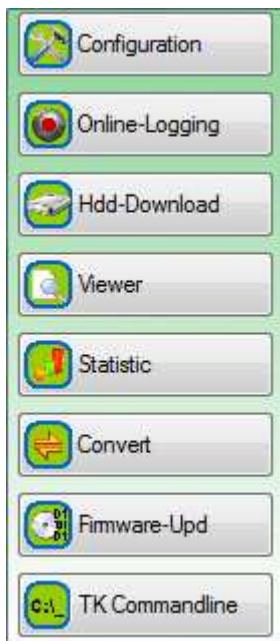 Configuration
Online-Logging
Hdd-Download
Viewer
Statistic
Convert
Firmware-Upd
C:\_ TK Commandline